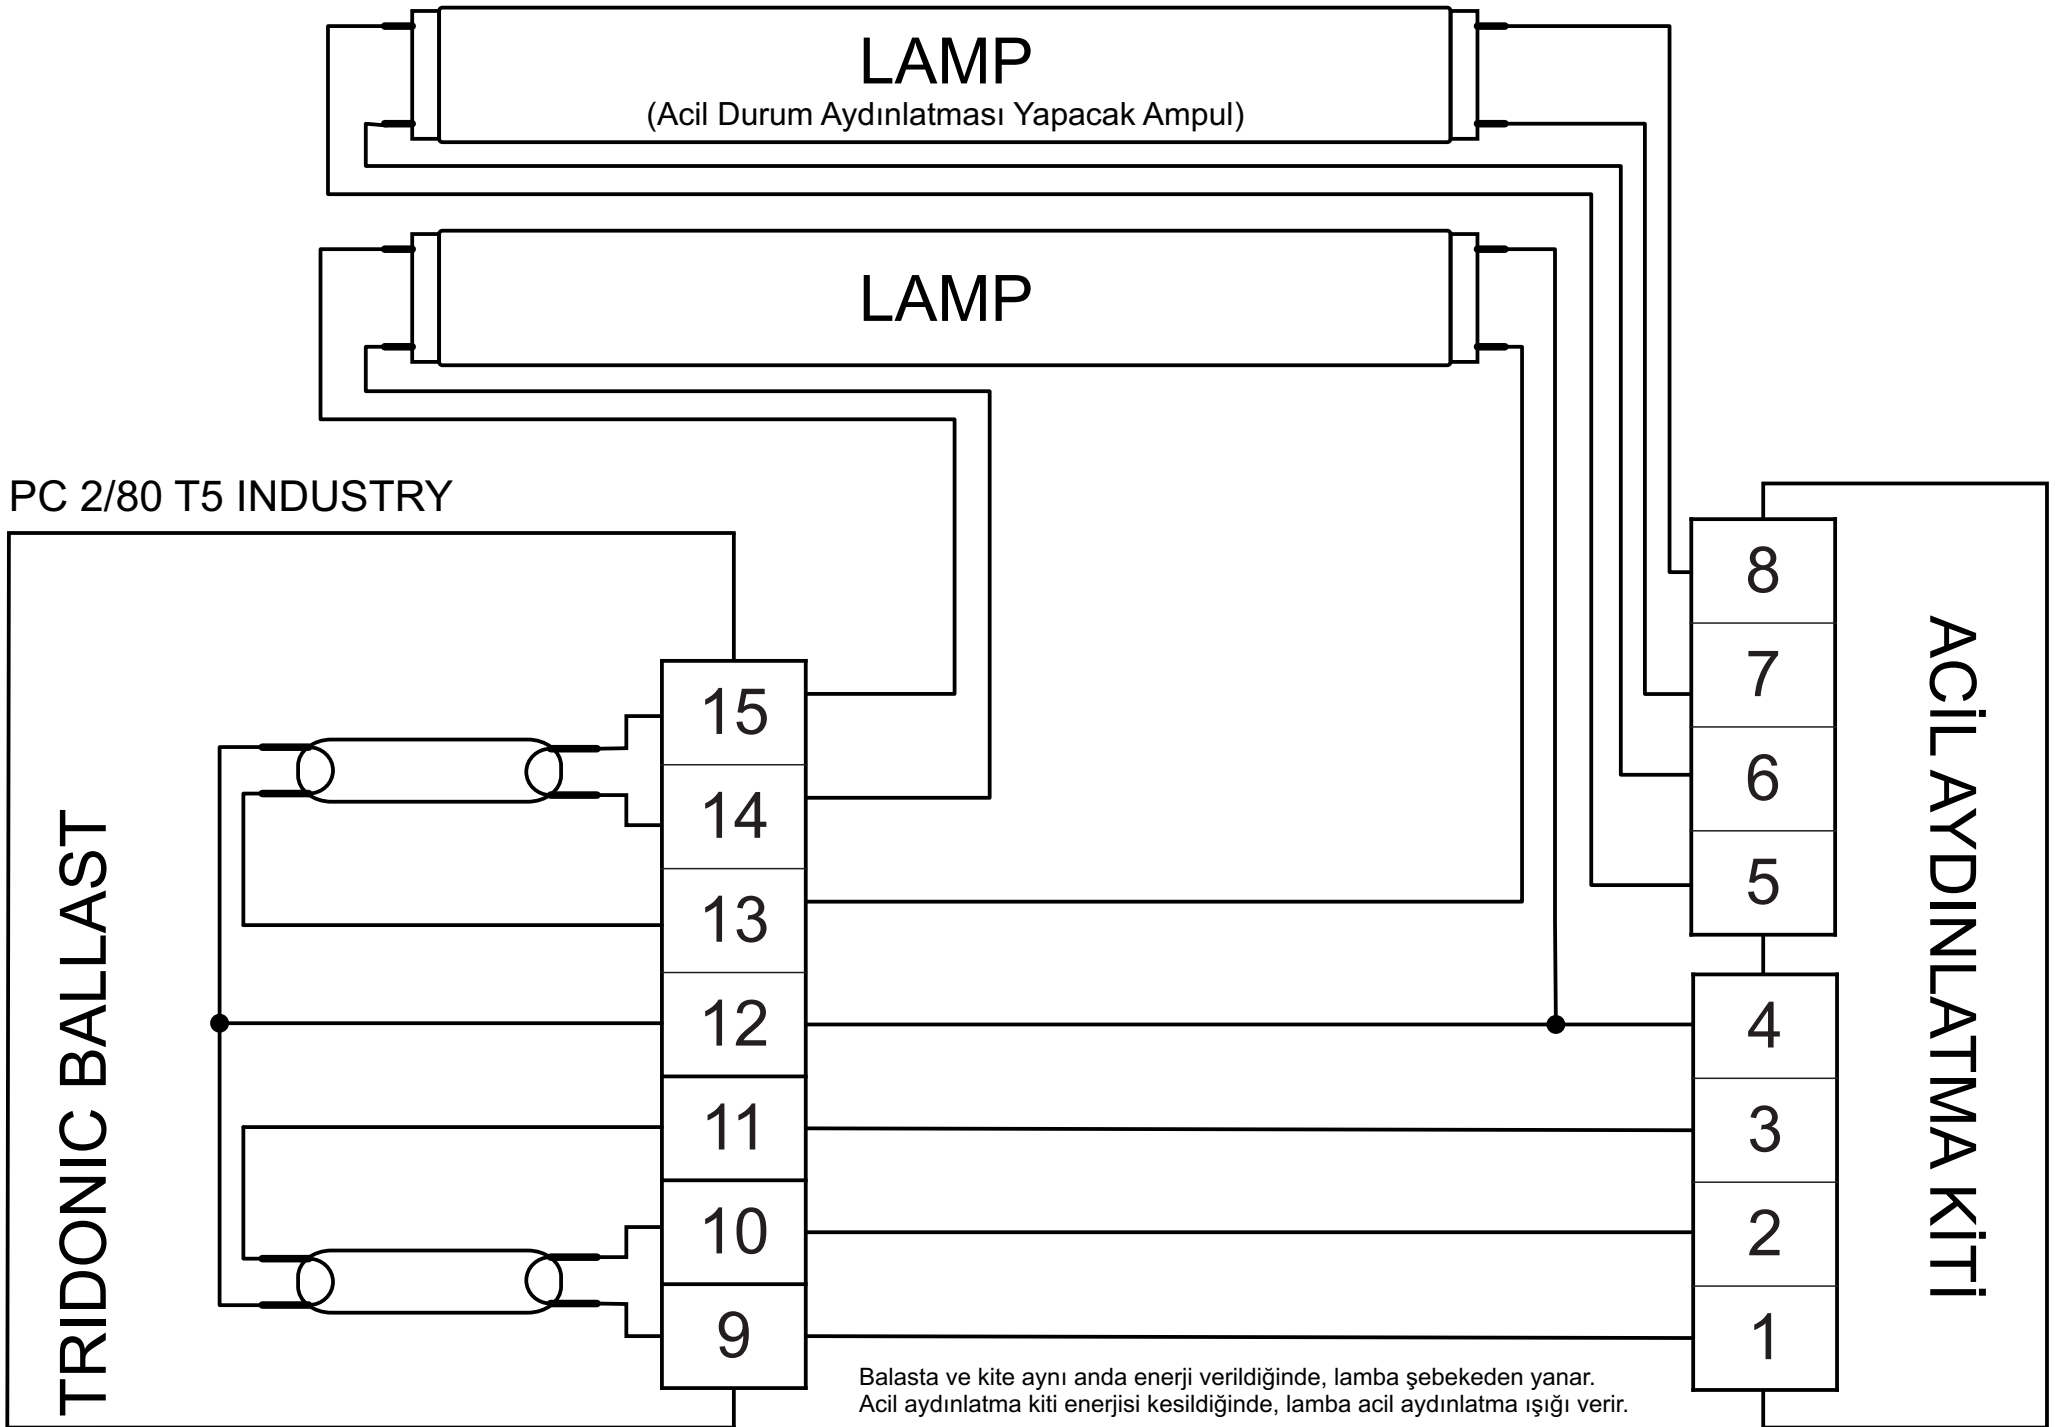 LAMP
(Acil Durum Aydınlatması Yapacak Ampul)
LAMP
PC 2/80 T5 INDUSTRY
TRIDONIC BALLAST
15
14
13
12
11
10
9
8
7
6
5
4
3
2
1
ACİL AYDINLATMA KİTİ
Balasta ve kite aynı anda enerji verildiğinde, lamba şebekeden yanar.
Acil aydınlatma kiti enerjisi kesildiğinde, lamba acil aydınlatma ışığı verir.